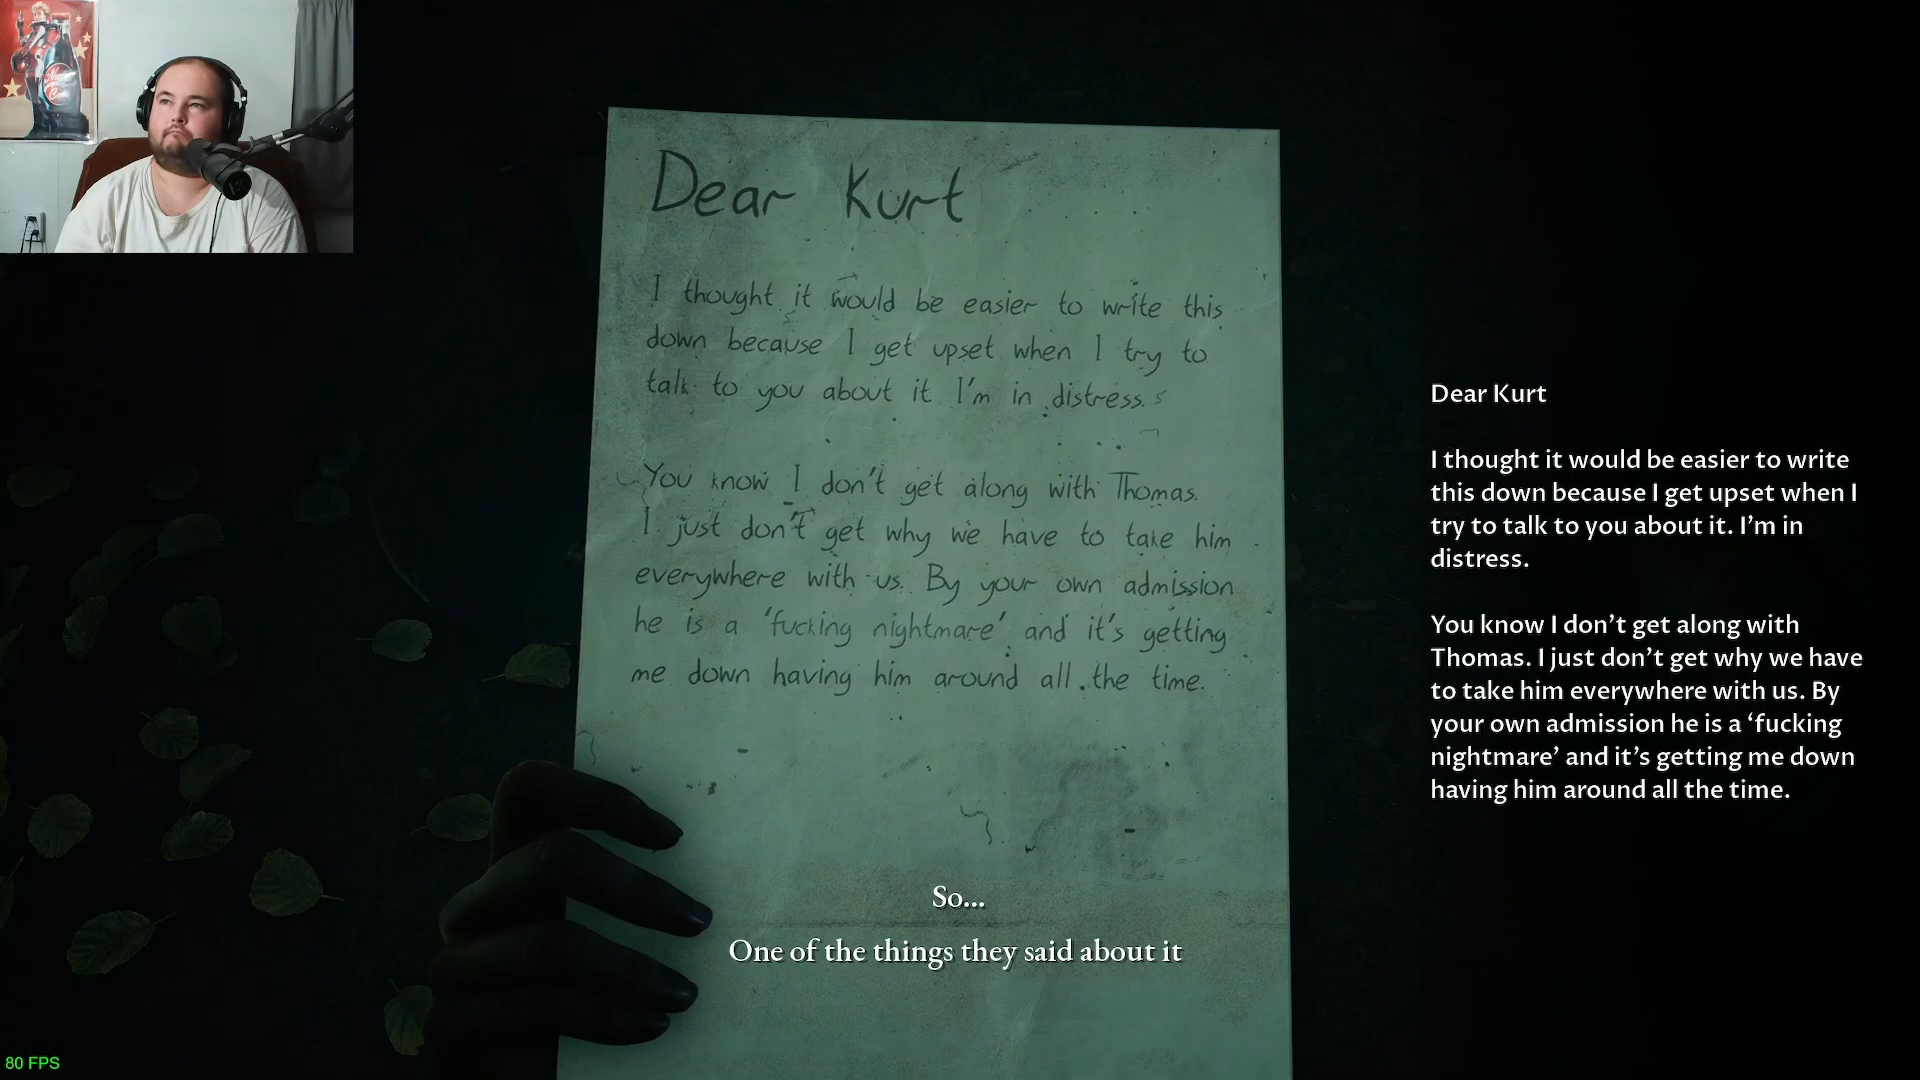 Dear Kurt
I thought it would be easier to write this
down because I get upset when I try to
talk to you about it. I'm in distress.
You know I don't get along with Thomas.
I just don't get why we have to take him
everywhere with us. By your own admission
he is a 'fucking nightmare' and it's getting
me down having him around all the time.
So...
One of the things they said about it
Dear Kurt
I thought it would be easier to write
this down because I get upset when I
try to talk to you about it. I'm in
distress.
You know I don't get along with
Thomas. I just don't get why we have
to take him everywhere with us. By
your own admission he is a 'fucking
nightmare' and it's getting me down
having him around all the time.
80 FPS